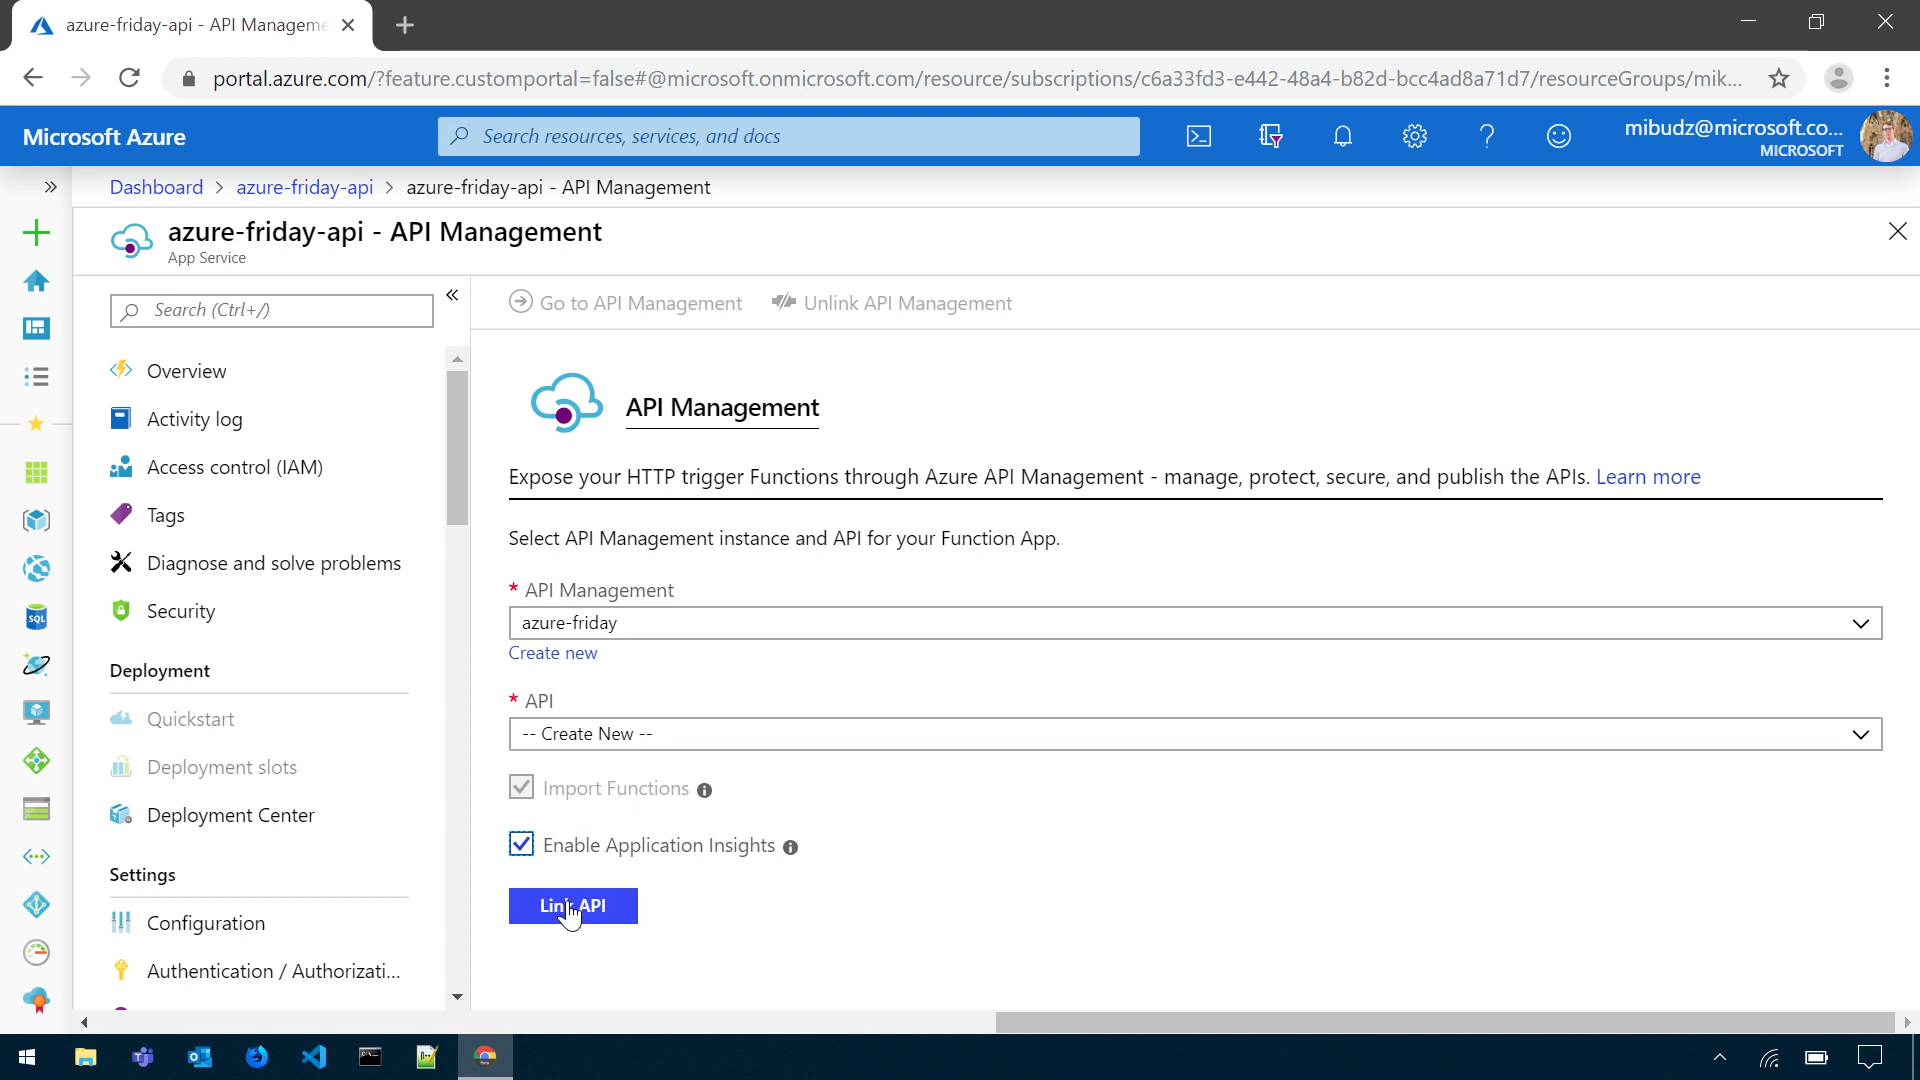 azure-friday-api - API Manageme
portal.azure.com/?feature.customportal=false#@microsoft.onmicrosoft.com/resource/subscriptions/c6a33fd3-e442-48a4-b82d-bcc4ad8a71d7/resourceGroups/mik...
Microsoft Azure
Search resources, services, and docs
mibudz@microsoft.co...
MICROSOFT
Dashboard > azure-friday-api > azure-friday-api - API Management
azure-friday-api - API Management
App Service
Search (Ctrl+/)
Overview
Activity log
Access control (IAM)
Tags
Diagnose and solve problems
Security
Deployment
Quickstart
Deployment slots
Deployment Center
Settings
Configuration
Authentication / Authorizati...
Go to API Management
Unlink API Management
API Management
Expose your HTTP trigger Functions through Azure API Management - manage, protect, secure, and publish the APIs. Learn more
Select API Management instance and API for your Function App.
* API Management
azure-friday
Create new
* API
-- Create New --
Import Functions
Enable Application Insights
Link API
SQL